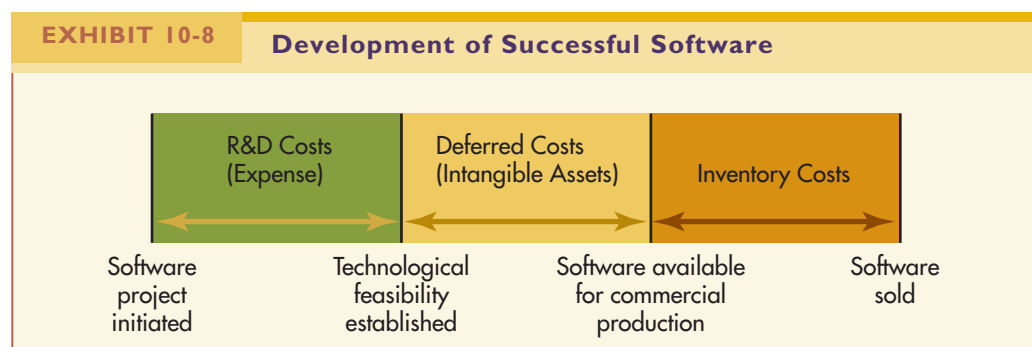 EXHIBIT 10-8
Development of Successful Software
R&D Costs
(Expense)
Deferred Costs
(Intangible Assets)
Inventory Costs
Software
project
initiated
Technological
feasibility
established
Software available
for commercial
production
Software
sold